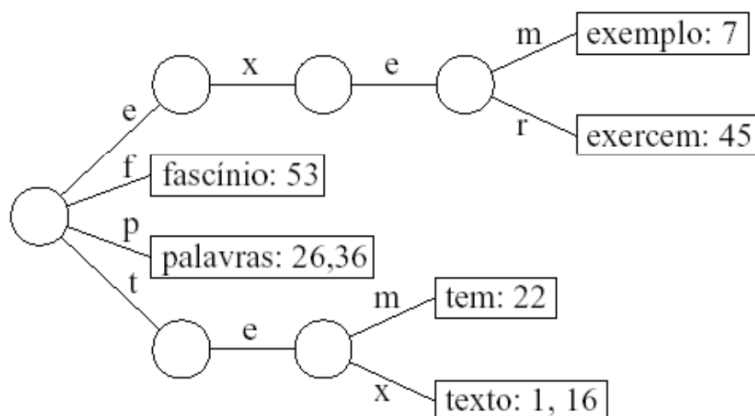 m
exemplo: 7
x
e
e
r
exercem: 45
f
fascínio: 53
p
palavras: 26,36
t
m
tem: 22
e
x
texto: 1, 16